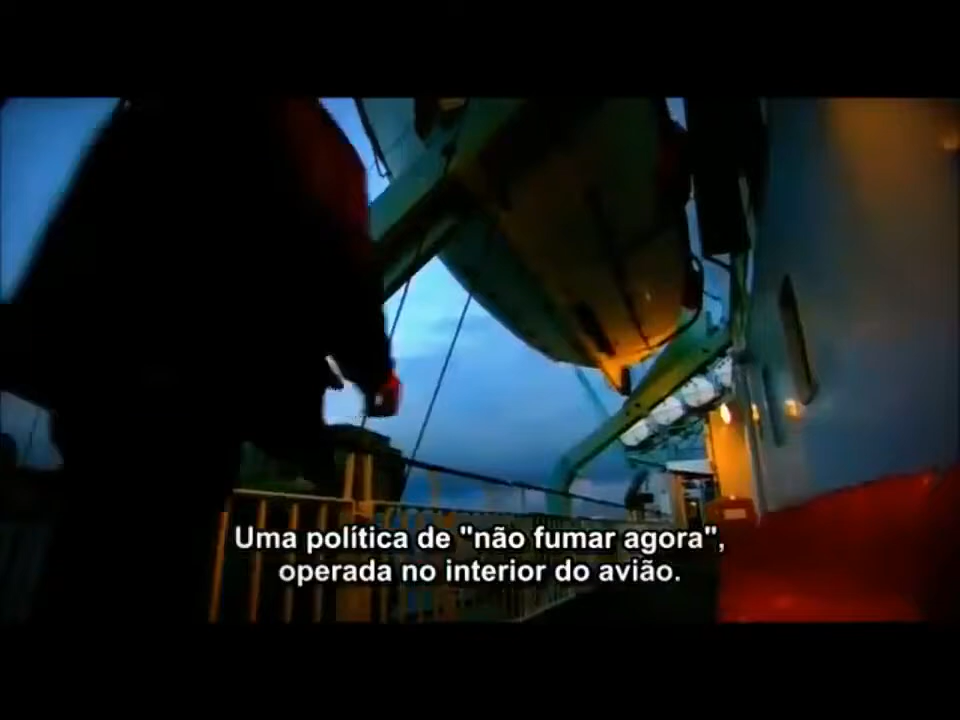 Uma política de "não fumar agora",
operada no interior do avião.